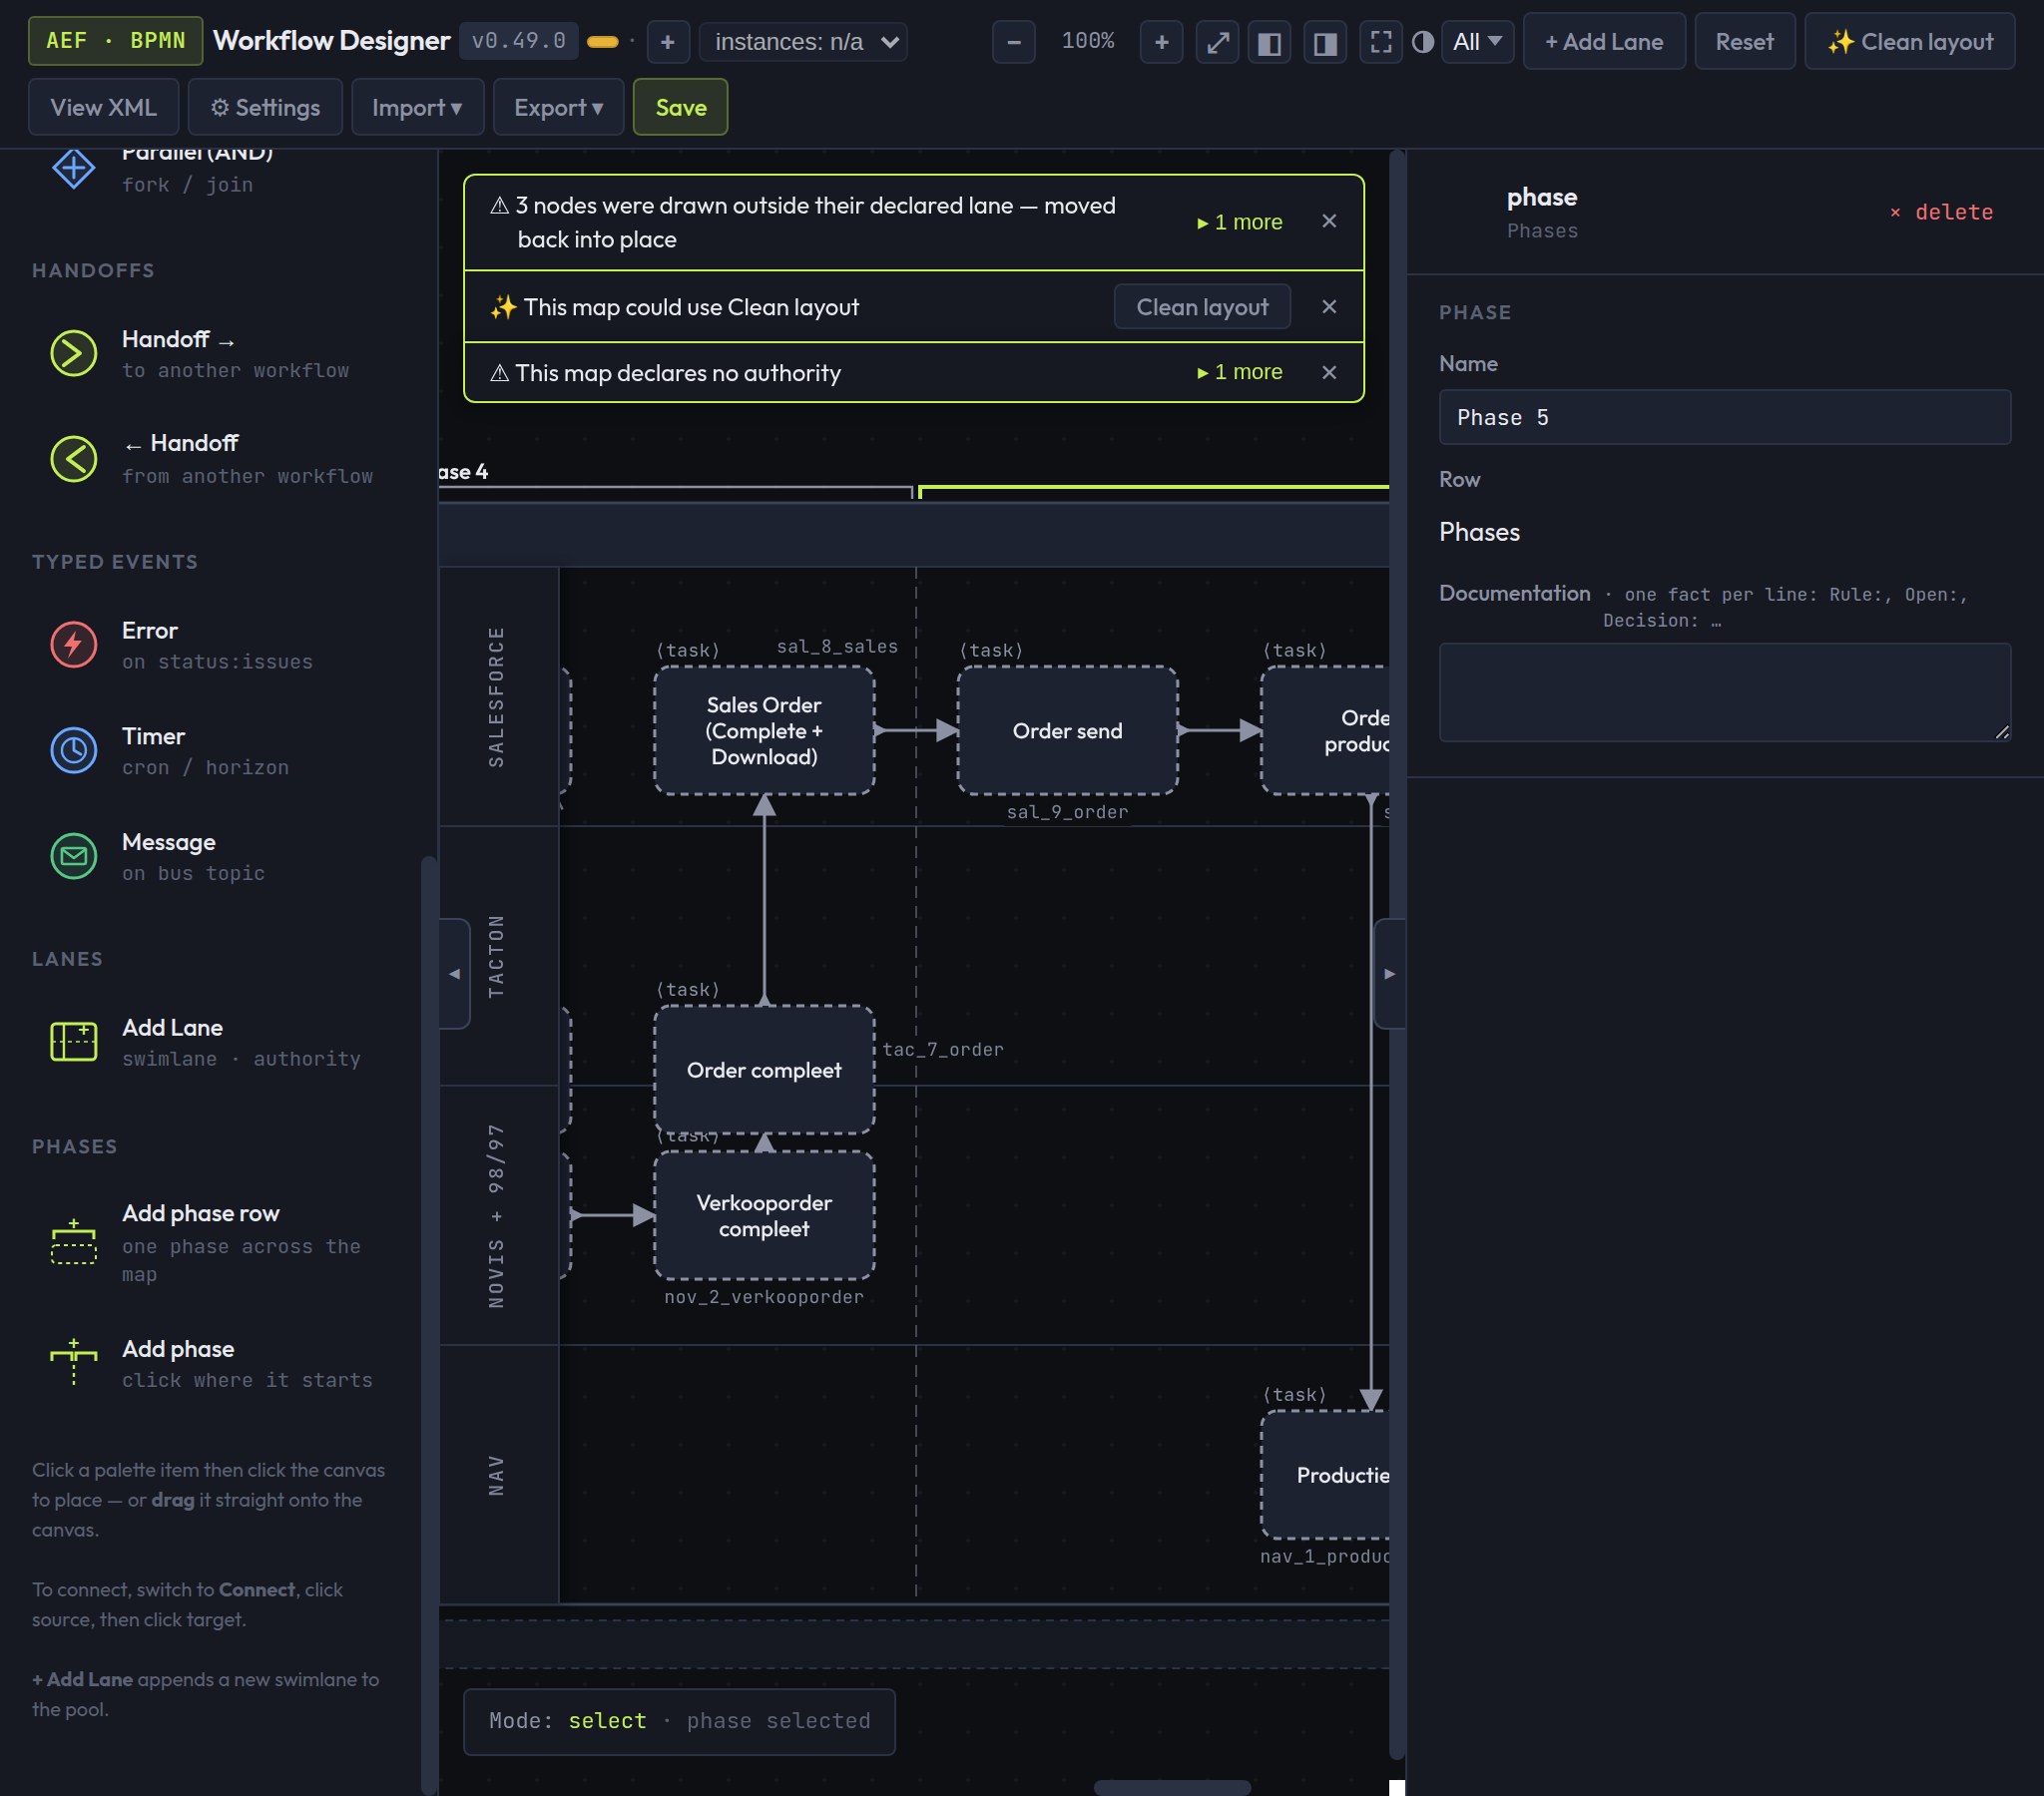 AEF · BPMN Workflow Designer v0.49.0 · + instances: n/a − 100% + All + Add Lane Reset ✨ Clean layout
View XML ⚙ Settings Import ▾ Export ▾ Save
Parallel (AND)
fork / join
HANDOFFS
Handoff →
to another workflow
← Handoff
from another workflow
TYPED EVENTS
Error
on status:issues
Timer
cron / horizon
Message
on bus topic
LANES
Add Lane
swimlane · authority
PHASES
Add phase row
one phase across the
map
Add phase
click where it starts
Click a palette item then click the canvas
to place — or drag it straight onto the
canvas.
To connect, switch to Connect, click
source, then click target.
+ Add Lane appends a new swimlane to
the pool.
⚠ 3 nodes were drawn outside their declared lane — moved
back into place
▸ 1 more ✕
✨ This map could use Clean layout Clean layout ✕
⚠ This map declares no authority ▸ 1 more ✕
ase 4
SALESFORCE
⟨task⟩ sal_8_sales
Sales Order
(Complete +
Download)
⟨task⟩
Order send
sal_9_order
⟨task⟩
Orde
produc
TACTON
⟨task⟩
Order compleet
tac_7_order
NOVIS + 98/97
⟨task⟩
Verkooporder
compleet
nov_2_verkooporder
NAV
⟨task⟩
Productie
nav_1_produc
Mode: select · phase selected
phase
Phases
× delete
PHASE
Name
Phase 5
Row
Phases
Documentation · one fact per line: Rule:, Open:,
Decision: …